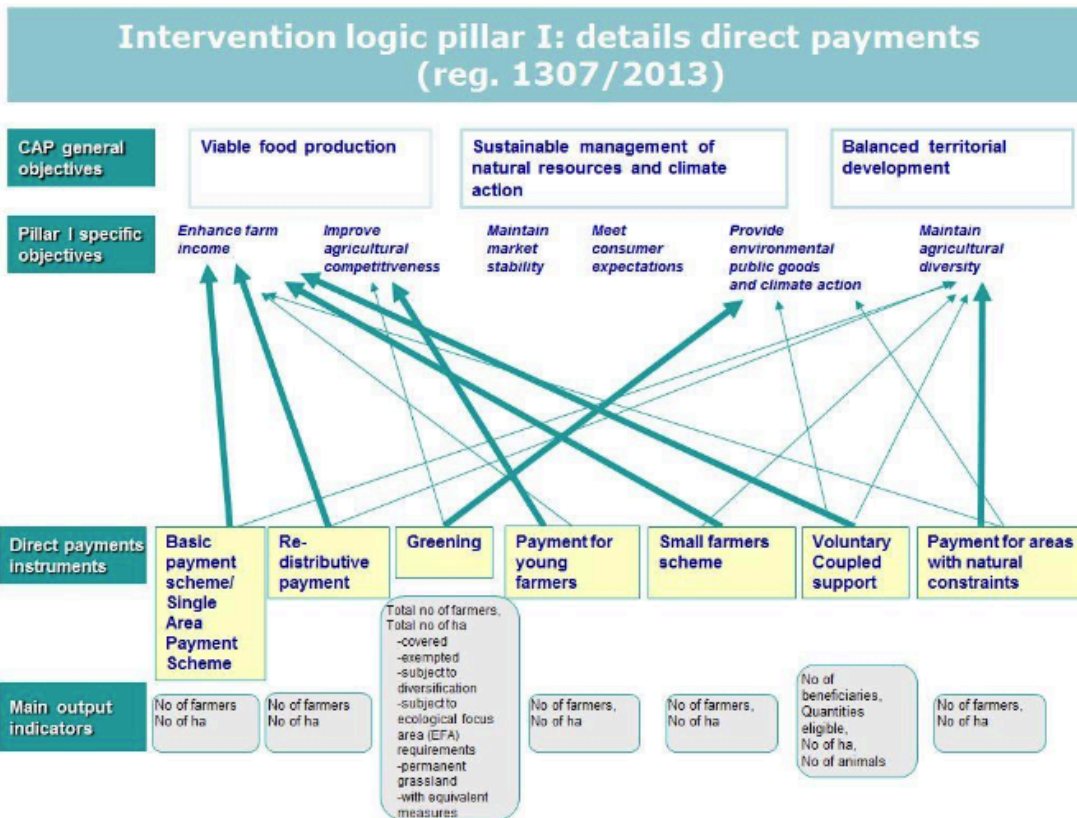 Intervention logic pillar I: details direct payments
(reg. 1307/2013)
CAP general
objectives
Viable food production
Sustainable management of
natural resources and climate
action
Balanced territorial
development
Pillar I specific
objectives
Enhance farm
income
Improve
agricultural
competitiveness
Maintain
market
stability
Meet
consumer
expectations
Provide
environmental
public goods
and climate action
Maintain
agricultural
diversity
Direct payments
instruments
Basic
payment
scheme/
Single
Area
Payment
Scheme
Re-
distributive
payment
Greening
Payment for
young
farmers
Small farmers
scheme
Voluntary
Coupled
support
Payment for areas
with natural
constraints
Main output
indicators
No of farmers
No of ha
No of farmers
No of ha
Total no of farmers,
Total no of ha
-covered
-exempted
-subject to
diversification
-subject to
ecological focus
area (EFA)
requirements
-permanent
grassland
-with equivalent
measures
No of farmers,
No of ha
No of farmers,
No of ha
No of
beneficiaries,
Quantities
eligible,
No of ha,
No of animals
No of farmers,
No of ha